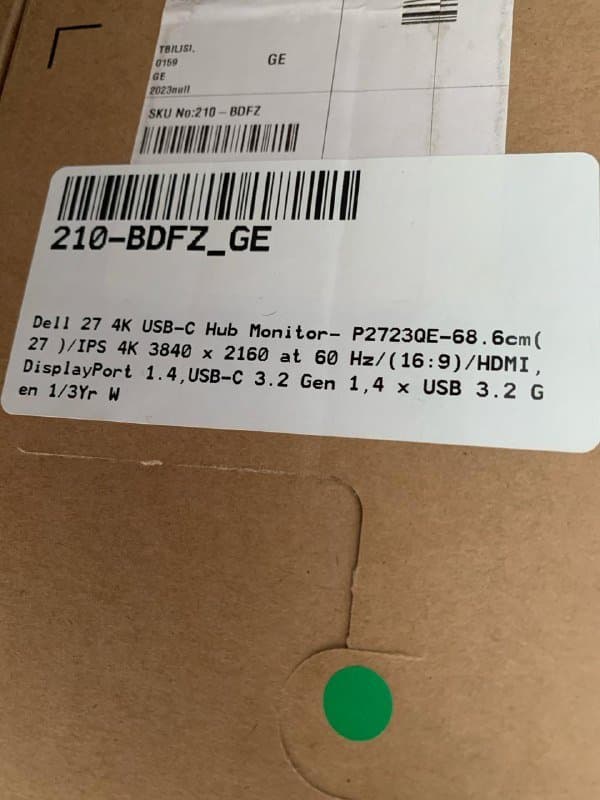 TBILISI,
0159
GE
GE
2023null
SKU No:210 - BDFZ
210-BDFZ_GE
Dell 27 4K USB-C Hub Monitor- P2723QE-68.6cm(
27 )/IPS 4K 3840 x 2160 at 60 Hz/(16:9)/HDMI,
DisplayPort 1.4,USB-C 3.2 Gen 1,4 x USB 3.2 G
en 1/3Yr W